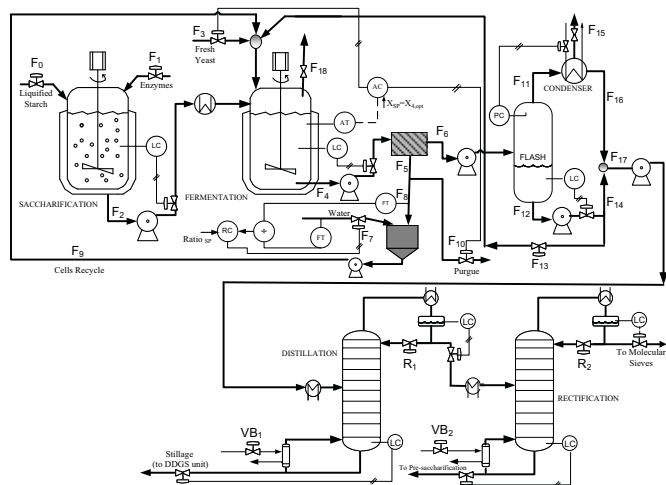 F3
Fresh
Yeast
F0
Liquified
Starch
F1
Enzymes
F18
AC
XSP=X4,opt
AT
LC
LC
SACCHARIFICATION
FERMENTATION
F2
F4
F5
F6
F8
FT
Water
F7
Ratio SP
RC
÷
FT
F9
Cells Recycle
F10
Purgue
F11
F15
CONDENSER
F16
PC
FLASH
LC
F17
F12
F14
F13
LC
DISTILLATION
R1
LC
R2
To Molecular
Sieves
RECTIFICATION
VB1
VB2
LC
LC
Stillage
(to DDGS unit)
To Pre-saccharification